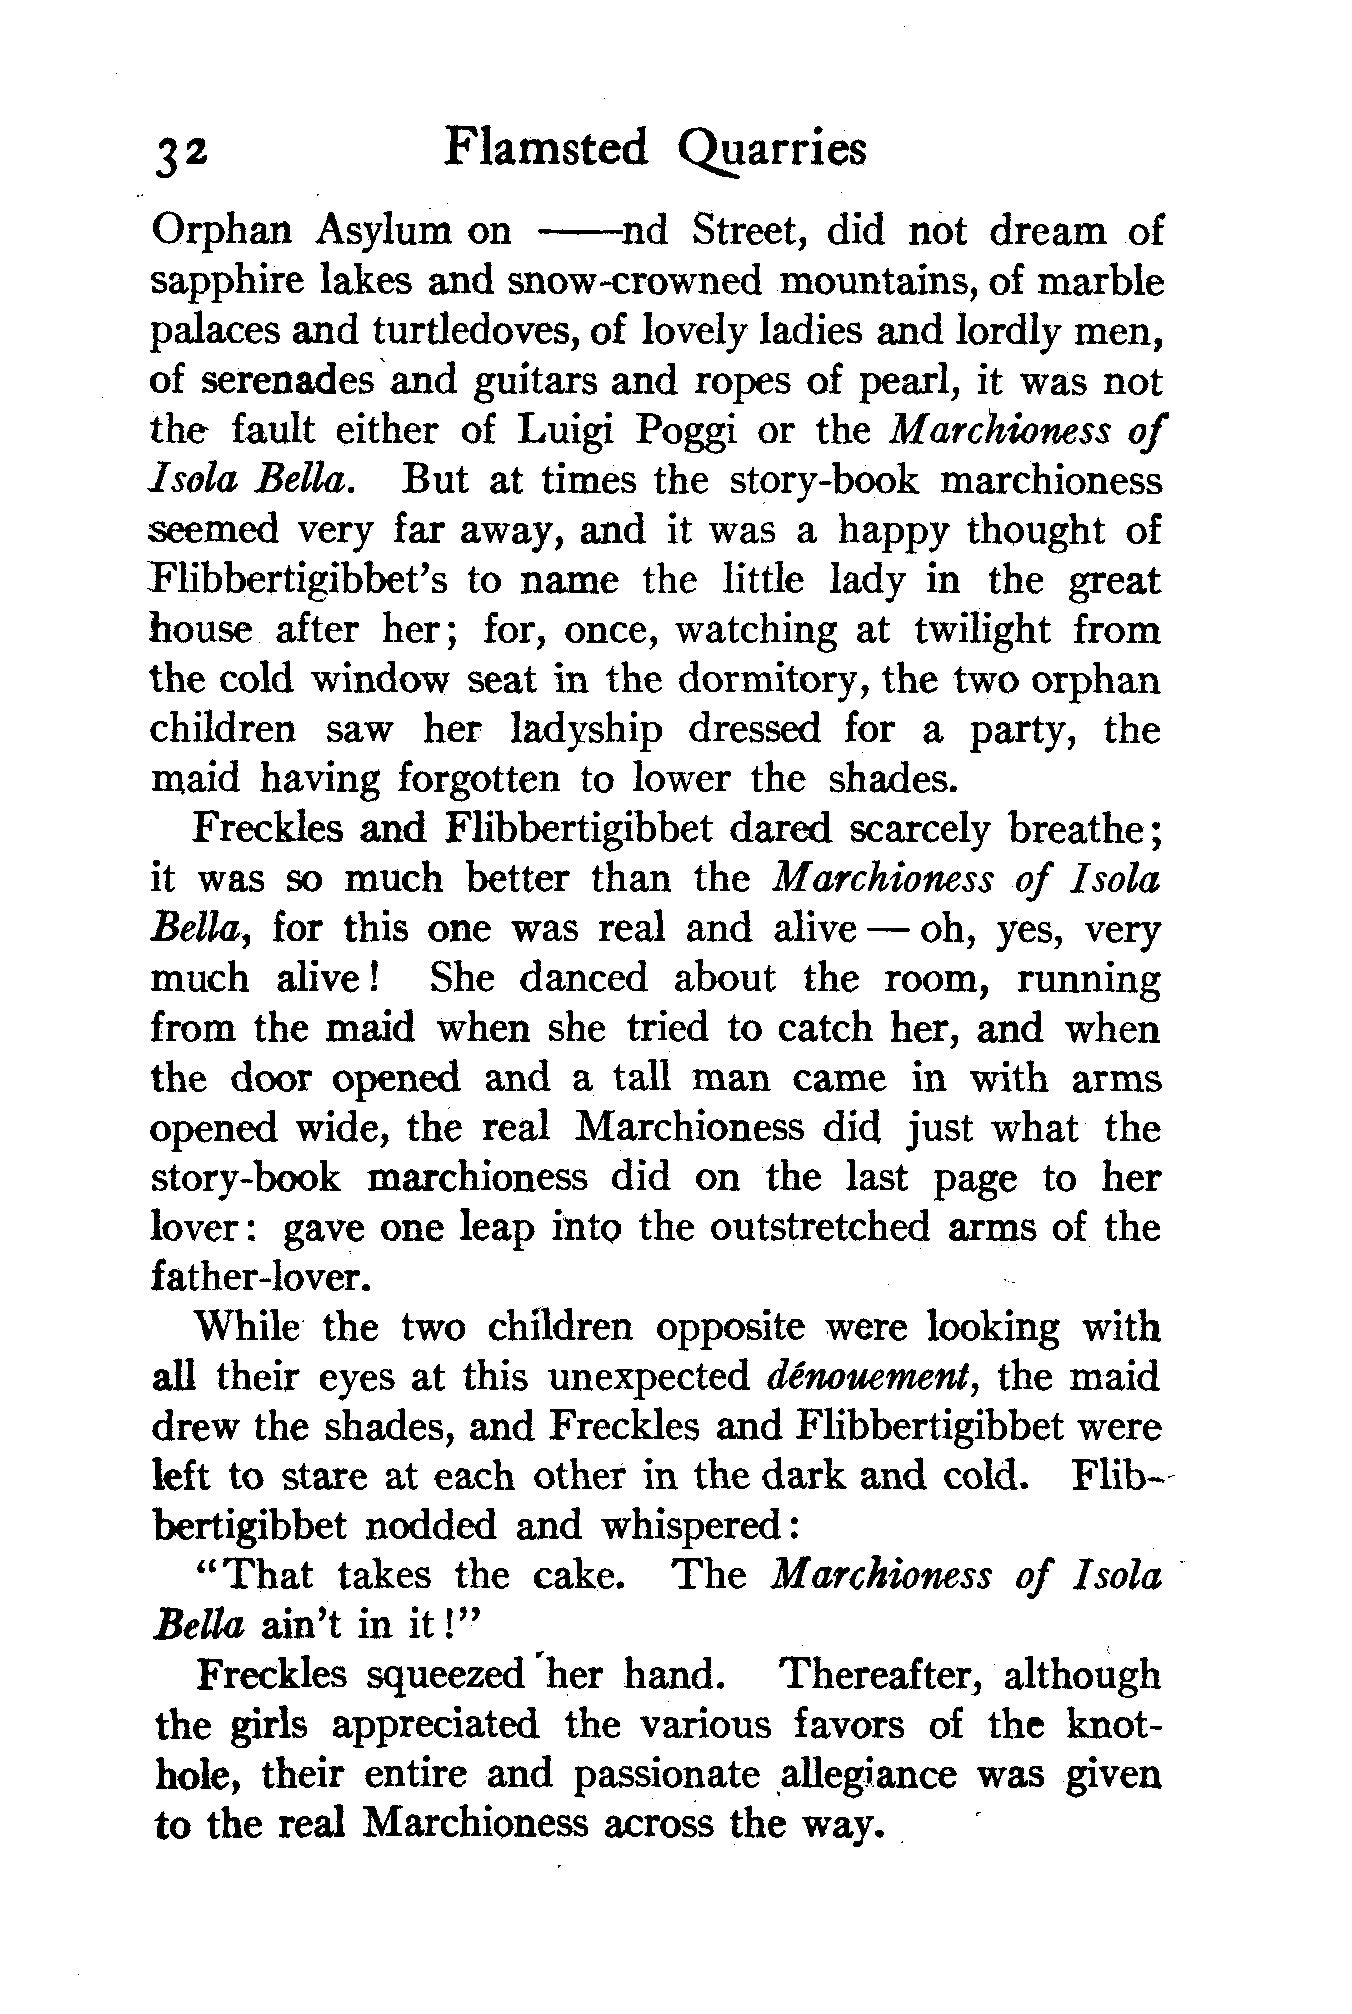 32 Flamsted Quarries
Orphan Asylum on ——nd Street, did not dream of
sapphire lakes and snow-crowned mountains, of marble
palaces and turtledoves, of lovely ladies and lordly men,
of serenades and guitars and ropes of pearl, it was not
the fault either of Luigi Poggi or the Marchioness of
Isola Bella. But at times the story-book marchioness
seemed very far away, and it was a happy thought of
Flibbertigibbet's to name the little lady in the great
house after her; for, once, watching at twilight from
the cold window seat in the dormitory, the two orphan
children saw her ladyship dressed for a party, the
maid having forgotten to lower the shades.
Freckles and Flibbertigibbet dared scarcely breathe;
it was so much better than the Marchioness of Isola
Bella, for this one was real and alive — oh, yes, very
much alive! She danced about the room, running
from the maid when she tried to catch her, and when
the door opened and a tall man came in with arms
opened wide, the real Marchioness did just what the
story-book marchioness did on the last page to her
lover: gave one leap into the outstretched arms of the
father-lover.
While the two children opposite were looking with
all their eyes at this unexpected dénouement, the maid
drew the shades, and Freckles and Flibbertigibbet were
left to stare at each other in the dark and cold. Flib-
bertigibbet nodded and whispered:
"That takes the cake. The Marchioness of Isola
Bella ain't in it!"
Freckles squeezed her hand. Thereafter, although
the girls appreciated the various favors of the knot-
hole, their entire and passionate allegiance was given
to the real Marchioness across the way.